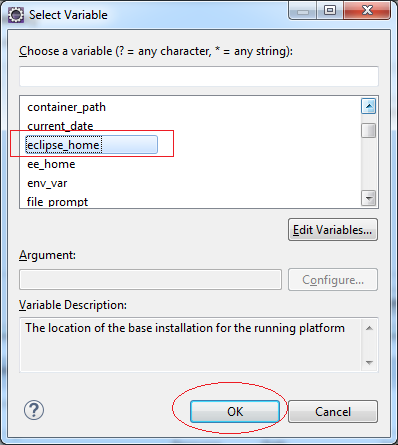 Select Variable
Choose a variable (? = any character, * = any string):
container_path
current_date
eclipse_home
ee_home
env_var
file_prompt
Edit Variables...
Argument:
Configure...
Variable Description:
The location of the base installation for the running platform
?
OK
Cancel